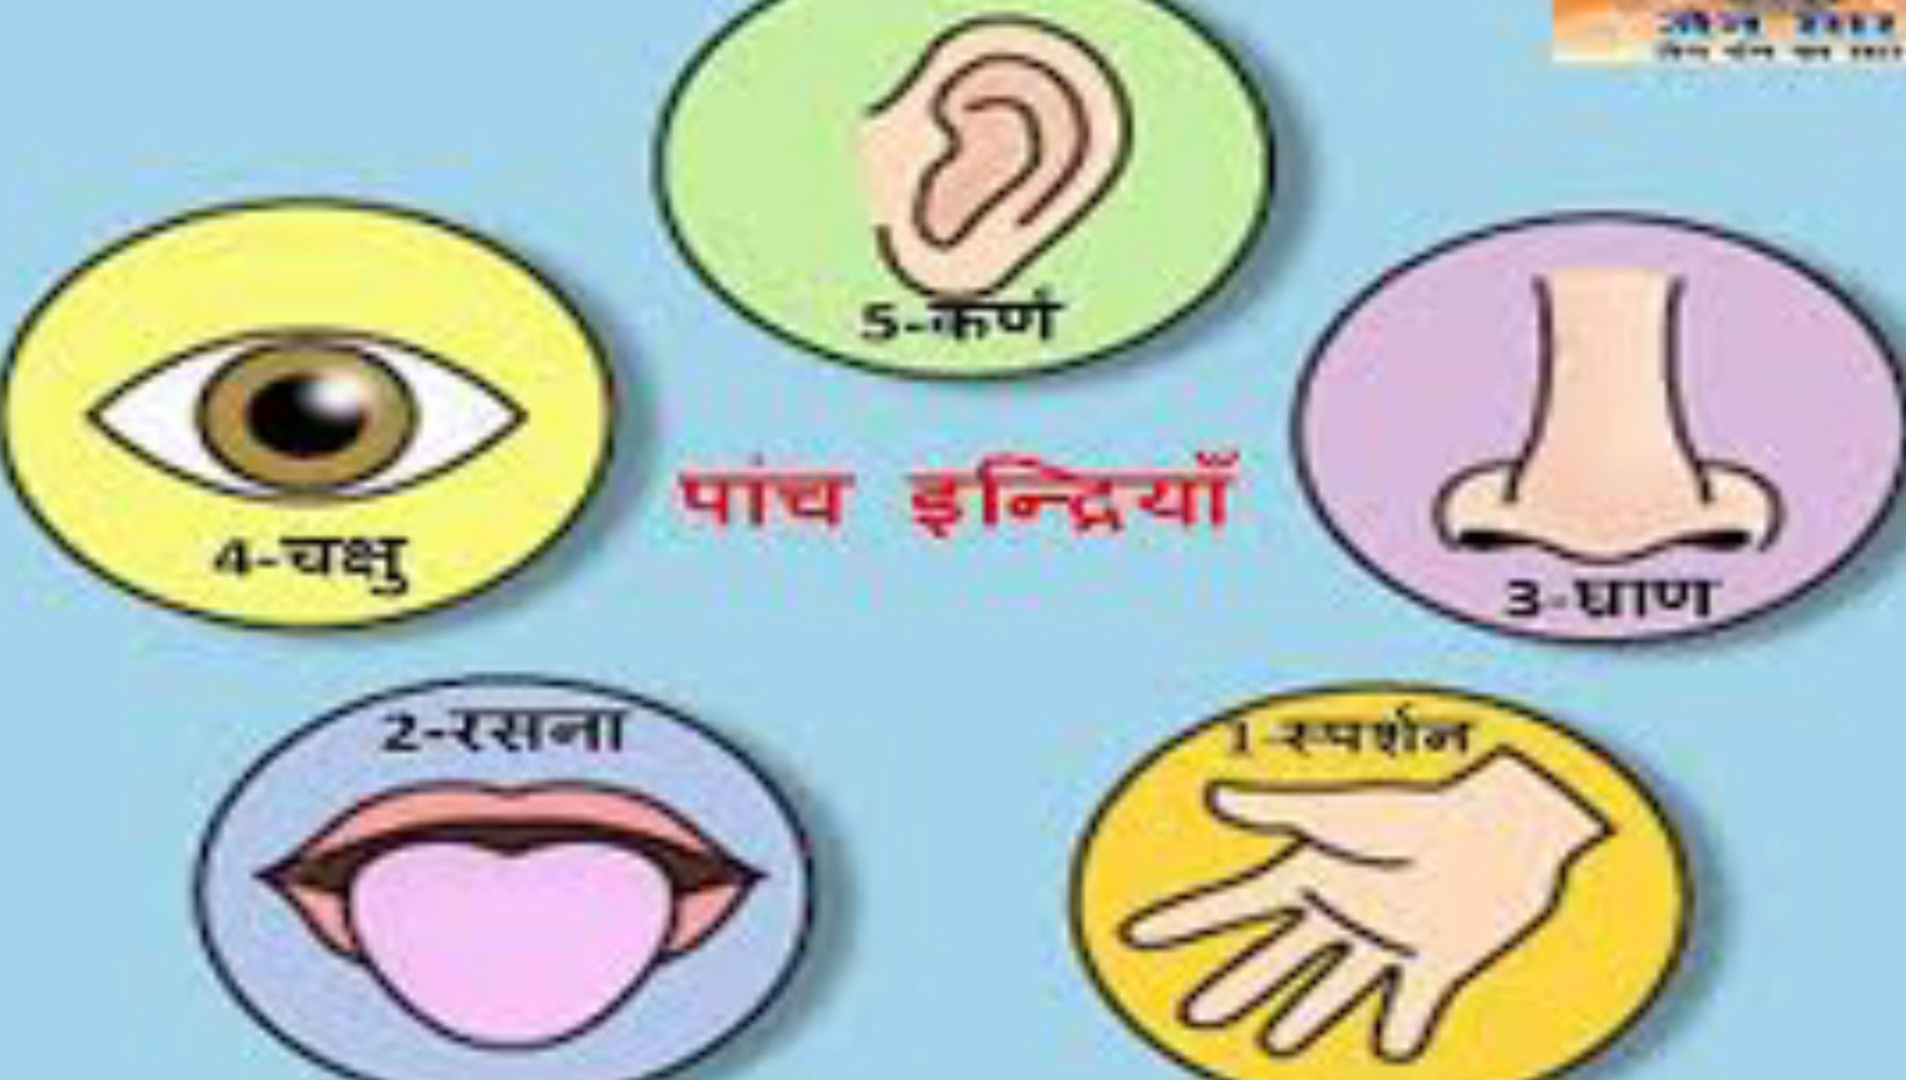 5-कर्ण
4-चक्षु
पांच इन्द्रियाँ
3-घ्राण
2-रसना
1-स्पर्शन